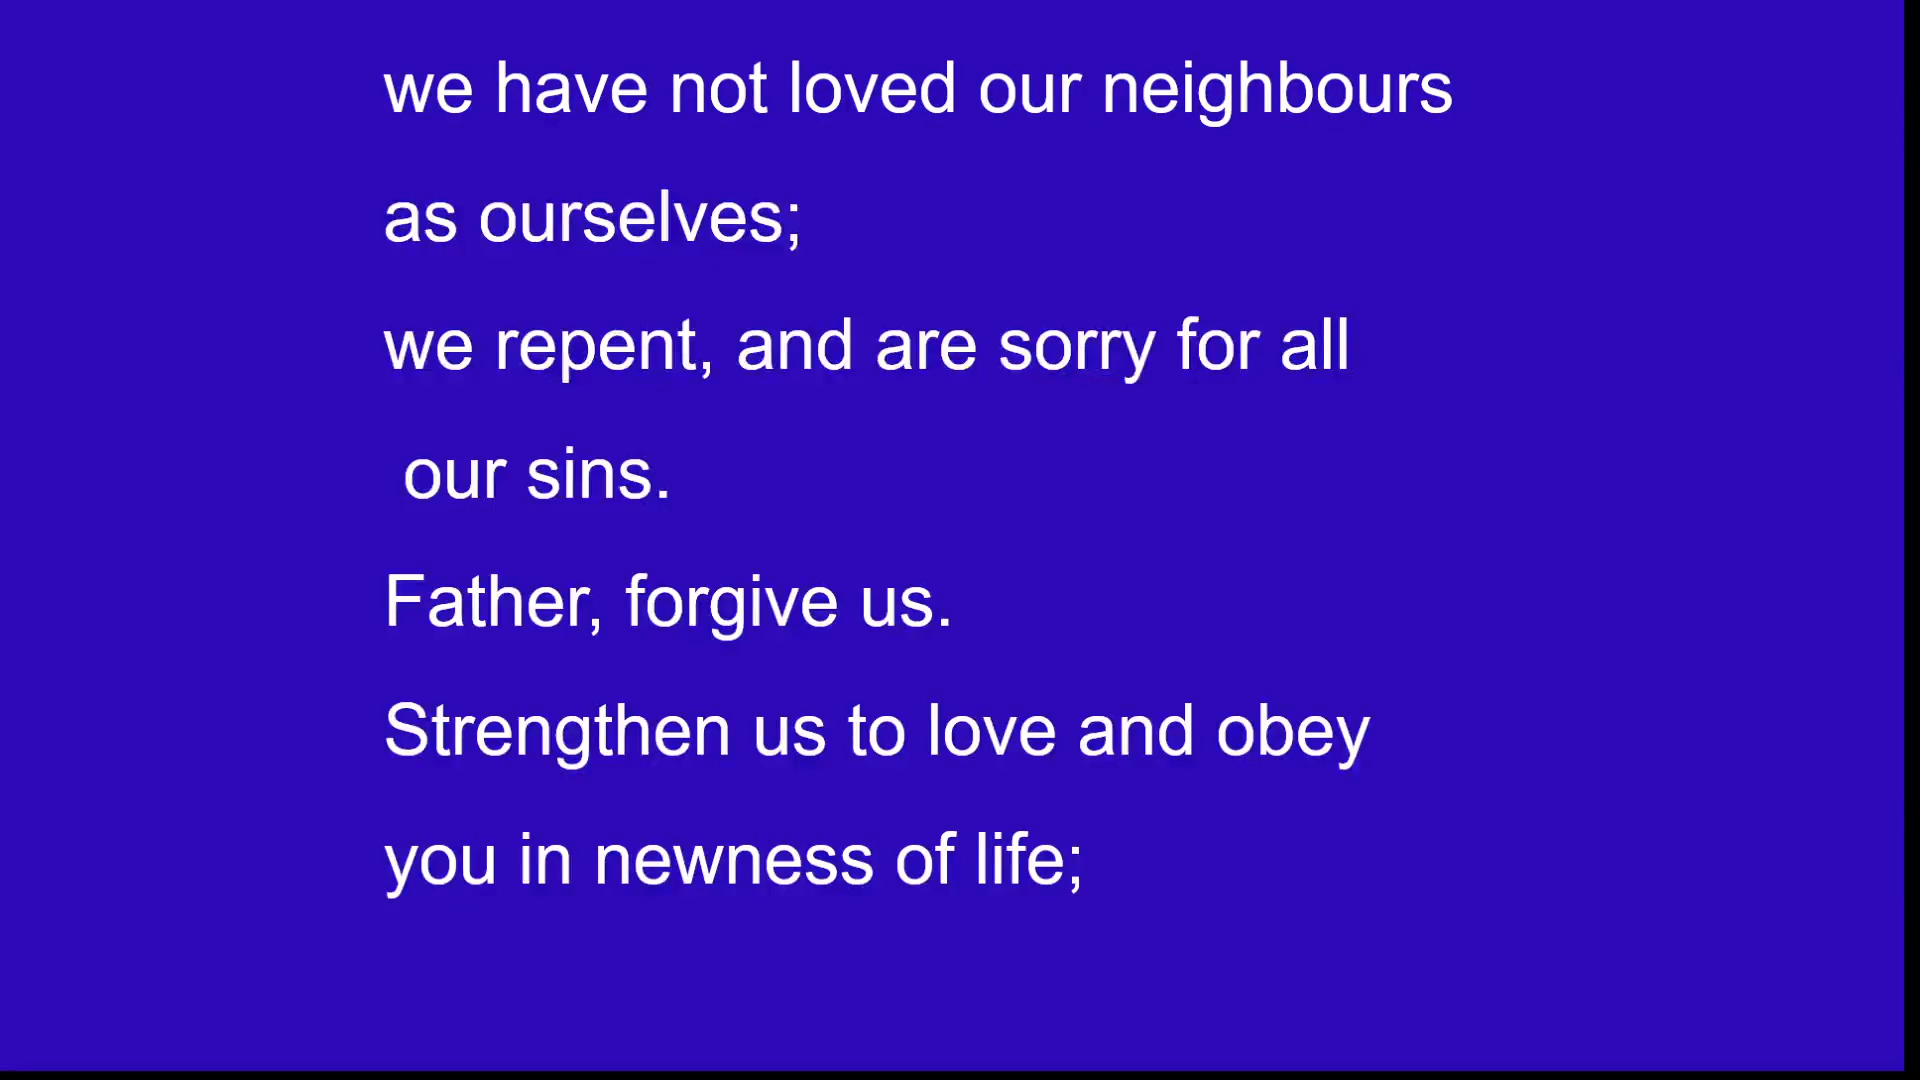 we have not loved our neighbours
as ourselves;
we repent, and are sorry for all
our sins.
Father, forgive us.
Strengthen us to love and obey
you in newness of life;